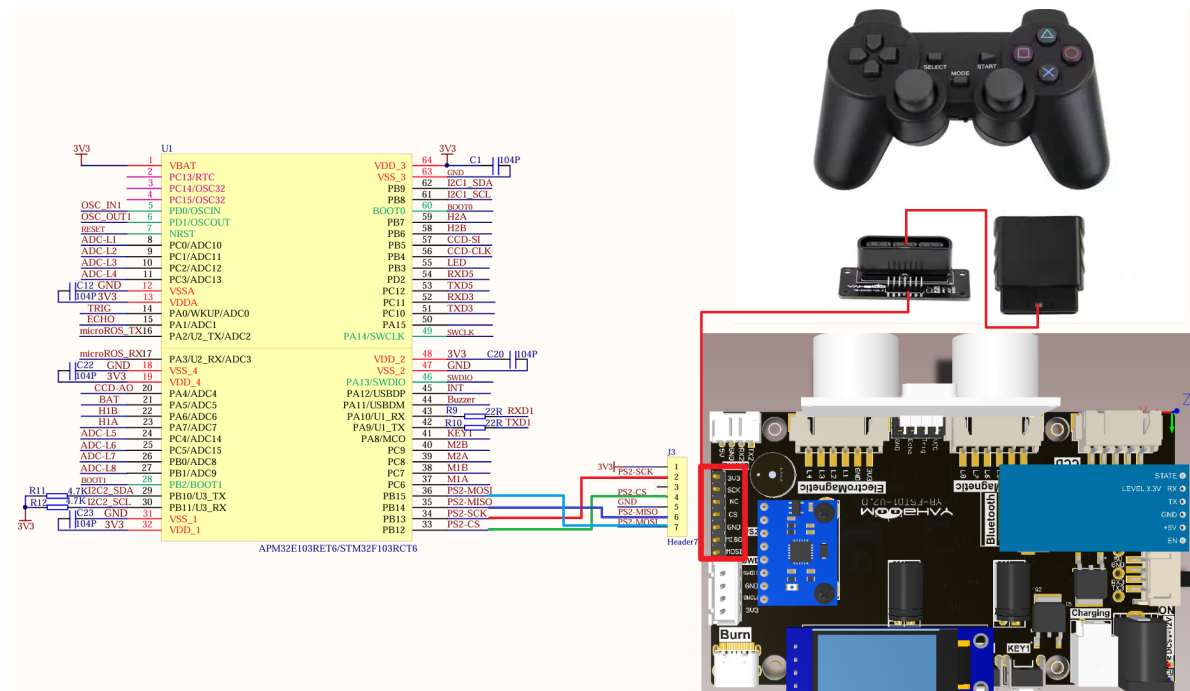 SELECT
START
MODE
3V3
U1
3V3
1 VBAT
2 PC13/RTC
3 PC14/OSC32
4 PC15/OSC32
OSC_IN1 5 PD0/OSCIN
OSC_OUT1 6 PD1/OSCOUT
RESET 7 NRST
ADC-L1 8 PC0/ADC10
ADC-L2 9 PC1/ADC11
ADC-L3 10 PC2/ADC12
ADC-L4 11 PC3/ADC13
C12 GND 12 VSSA
104P 3V3 13 VDDA
TRIG 14 PA0/WKUP/ADC0
ECHO 15 PA1/ADC1
microROS_TX 16 PA2/U2_TX/ADC2
microROS_RX 17 PA3/U2_RX/ADC3
C22 GND 18 VSS_4
104P 3V3 19 VDD_4
CCD-AO 20 PA4/ADC4
BAT 21 PA5/ADC5
H1B 22 PA6/ADC6
H1A 23 PA7/ADC7
ADC-L5 24 PC4/ADC14
ADC-L6 25 PC5/ADC15
ADC-L7 26 PB0/ADC8
ADC-L8 27 PB1/ADC9
BOOT1 28 PB2/BOOT1
R11 4.7K I2C2_SDA 29 PB10/U3_TX
R12 4.7K I2C2_SCL 30 PB11/U3_RX
C23 GND 31 VSS_1
104P 3V3 32 VDD_1
3V3
VDD_3 64 C1 104P
VSS_3 63 GND
PB9 62 I2C1_SDA
PB8 61 I2C1_SCL
BOOT0 60 BOOT0
PB7 59 H2A
PB6 58 H2B
PB5 57 CCD-SI
PB4 56 CCD-CLK
PB3 55 LED
PD2 54 RXD5
PC12 53 TXD5
PC11 52 RXD3
PC10 51 TXD3
PA15 50
PA14/SWCLK 49 SWCLK
VDD_2 48 3V3 C20 104P
VSS_2 47 GND
PA13/SWDIO 46 SWDIO
PA12/USBDP 45 INT
PA11/USBDM 44 Buzzer
PA10/U1_RX 43 R9 22R RXD1
PA9/U1_TX 42 R10 22R TXD1
PA8/MCO 41 KEY1
PC9 40 M2A
PC8 39 M2B
PC7 38 M1B
PC6 37 M1A
PB15 36 PS2-MOSI
PB14 35 PS2-MISO
PB13 34 PS2-SCK
PB12 33 PS2-CS
APM32E103RET6/STM32F103RCT6
J3
3V3 1
PS2-SCK 2
3
PS2-CS 4
GND 5
PS2-MISO 6
PS2-MOSI 7
Header7
YAHBOOM
L4 L3 L2 L1 GND 3V3
ElectroMagnetic
YB-FST01-V2.0
YAHBOOM
Bluetooth
CCD
3V3
SCK
NC
CS
GND
MISO
MOSI
GND
SWCLK
3V3
STATE
LEVEL 3.3V RX
TX
GND
+5V
EN
Charging
ON
Burn
KEY1